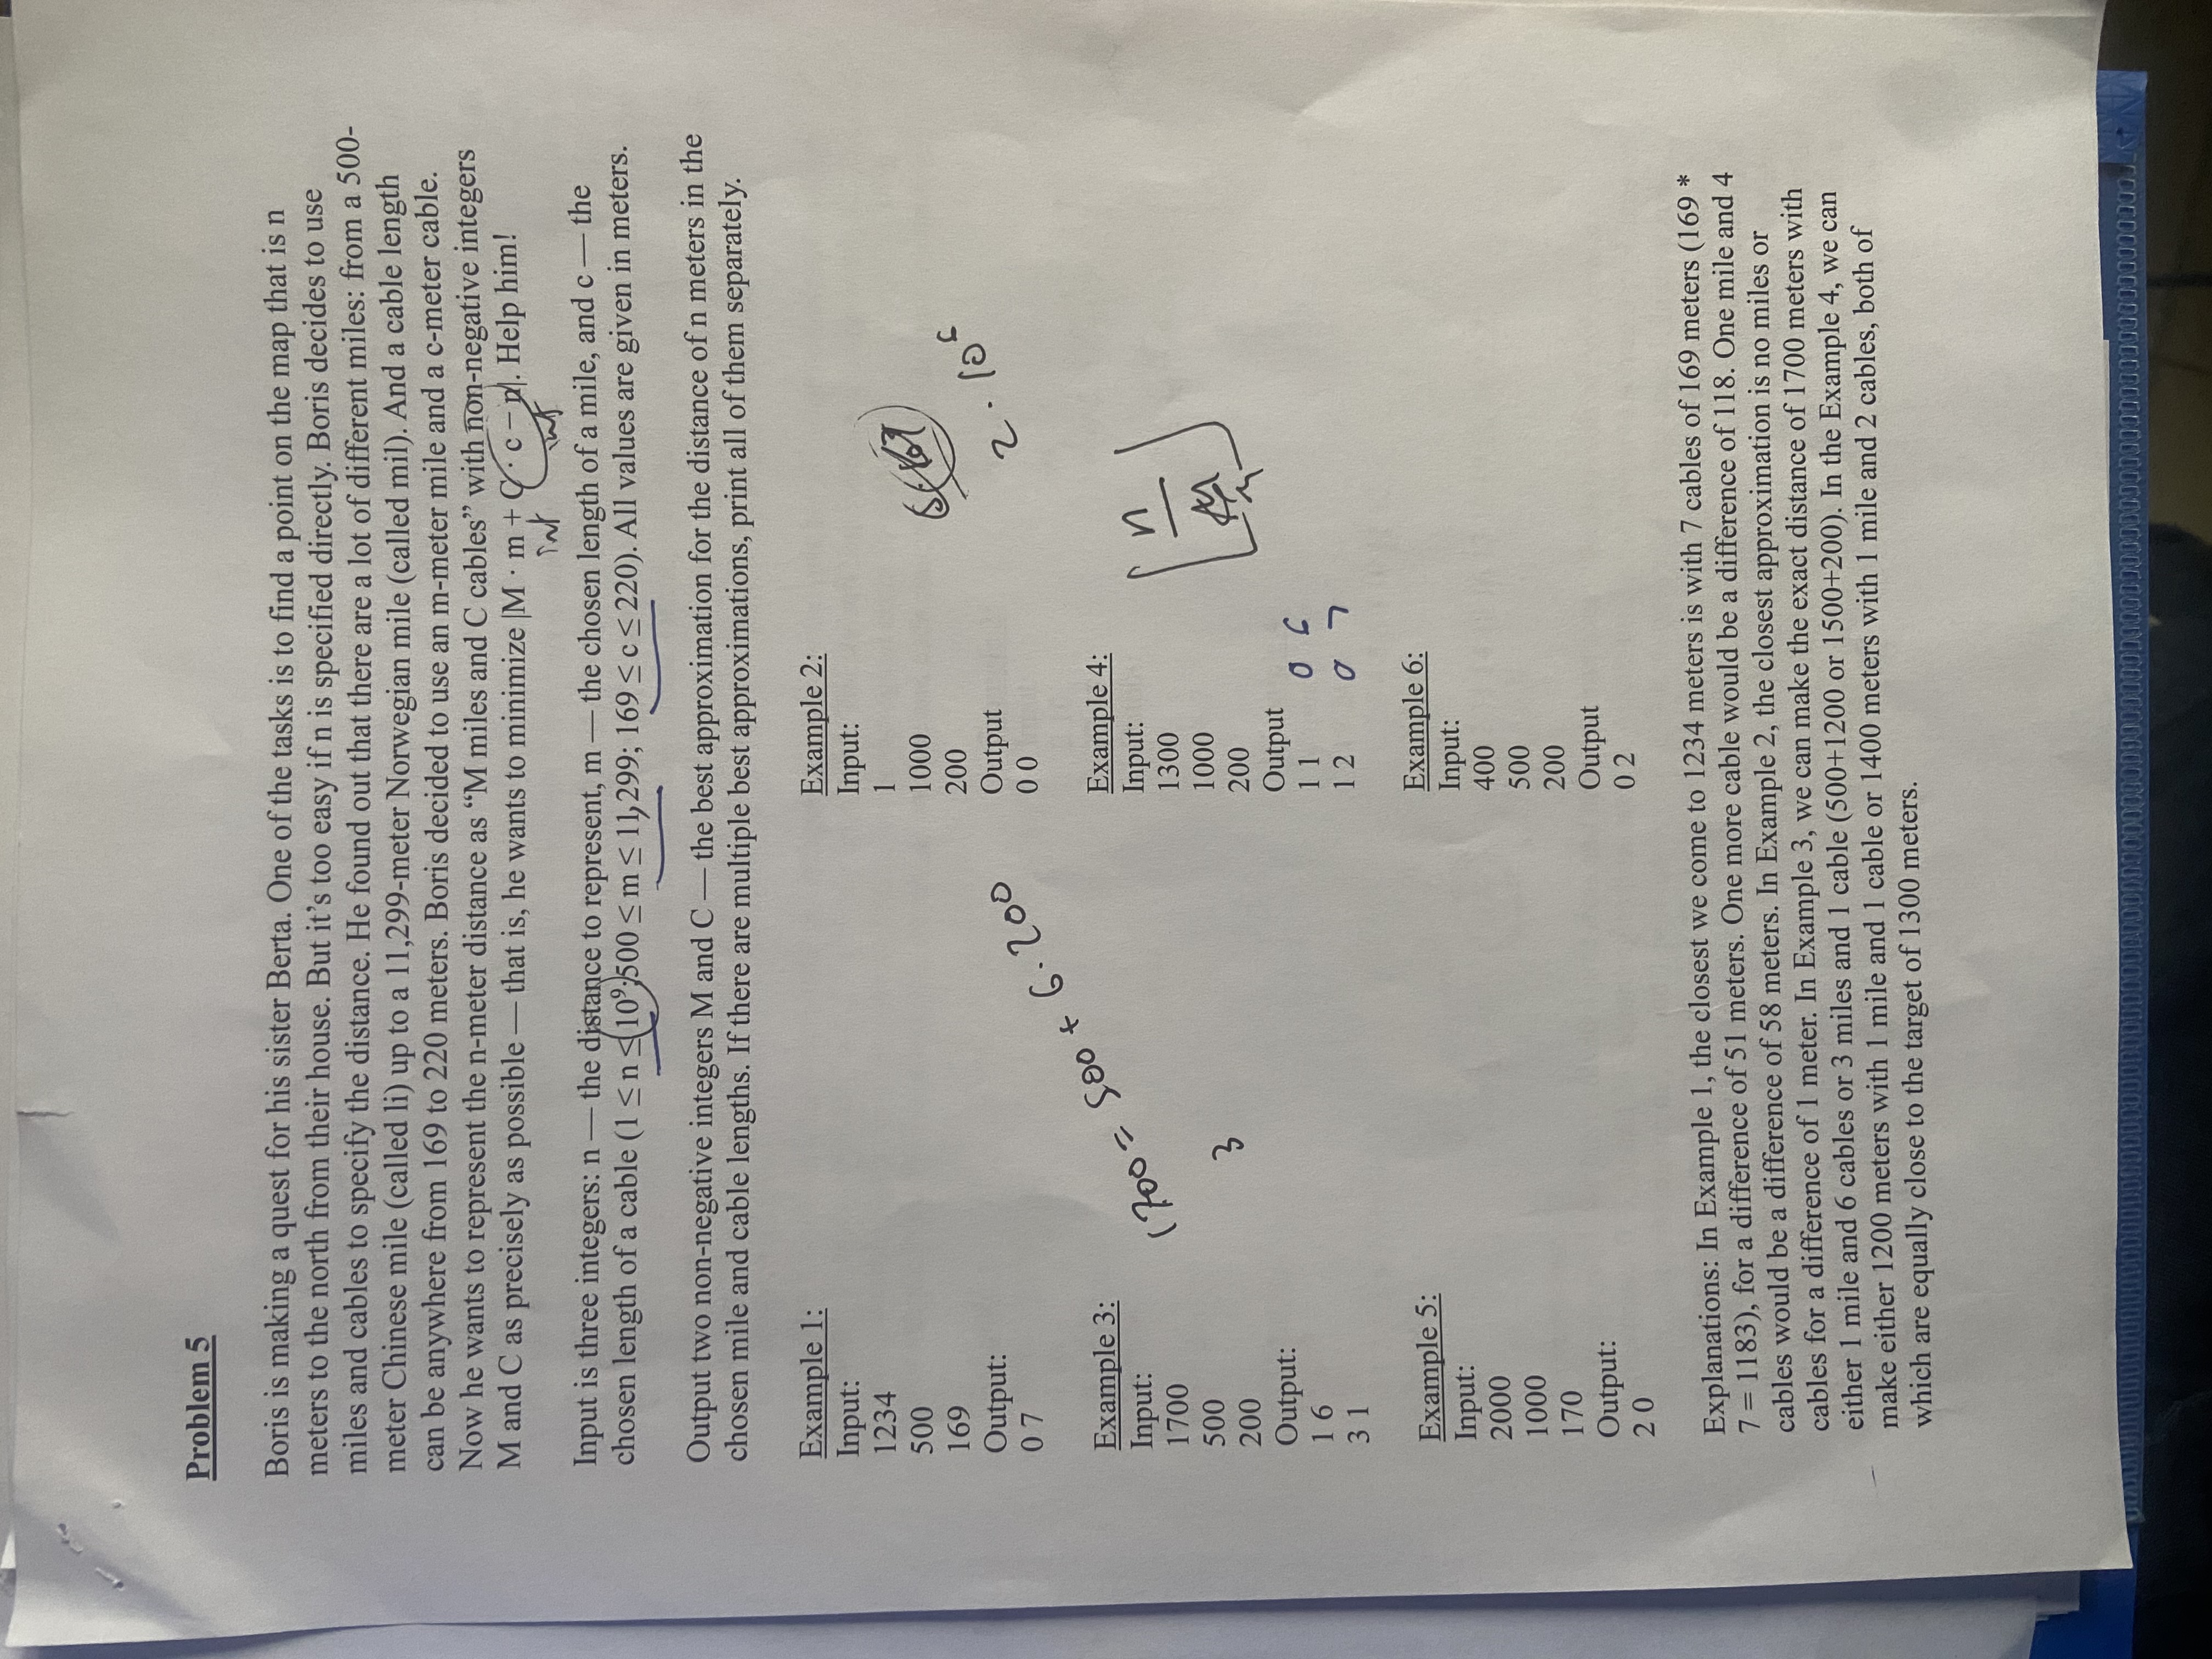 Problem 5
Boris is making a quest for his sister Berta. One of the tasks is to find a point on the map that is n
meters to the north from their house. But it's too easy if n is specified directly. Boris decides to use
miles and cables to specify the distance. He found out that there are a lot of different miles: from a 500-
meter Chinese mile (called li) up to a 11,299-meter Norwegian mile (called mil). And a cable length
can be anywhere from 169 to 220 meters. Boris decided to use an m-meter mile and a c-meter cable.
Now he wants to represent the n-meter distance as “M miles and C cables” with non-negative integers
M and C as precisely as possible — that is, he wants to minimize |M · m + C · c − n|. Help him!
int int
Input is three integers: n — the distance to represent, m — the chosen length of a mile, and c — the
chosen length of a cable (1 ≤ n ≤ 10⁹; 500 ≤ m ≤ 11,299; 169 ≤ c ≤ 220). All values are given in meters.
Output two non-negative integers M and C — the best approximation for the distance of n meters in the
chosen mile and cable lengths. If there are multiple best approximations, print all of them separately.
Example 1:
Input:
1234
500
169
Output:
0 7
Example 2:
Input:
1
1000
200
Output
0 0
2 · 10⁶
1700 = 500 + 6 · 200
3
Example 3:
Input:
1700
500
200
Output:
1 6
3 1
Example 4:
Input:
1300
1000
200
Output
1 1
1 2
0 6
0 7
n
Example 5:
Input:
2000
1000
170
Output:
2 0
Example 6:
Input:
400
500
200
Output
0 2
Explanations: In Example 1, the closest we come to 1234 meters is with 7 cables of 169 meters (169 *
7 = 1183), for a difference of 51 meters. One more cable would be a difference of 118. One mile and 4
cables would be a difference of 58 meters. In Example 2, the closest approximation is no miles or
cables for a difference of 1 meter. In Example 3, we can make the exact distance of 1700 meters with
either 1 mile and 6 cables or 3 miles and 1 cable (500+1200 or 1500+200). In the Example 4, we can
make either 1200 meters with 1 mile and 1 cable or 1400 meters with 1 mile and 2 cables, both of
which are equally close to the target of 1300 meters.